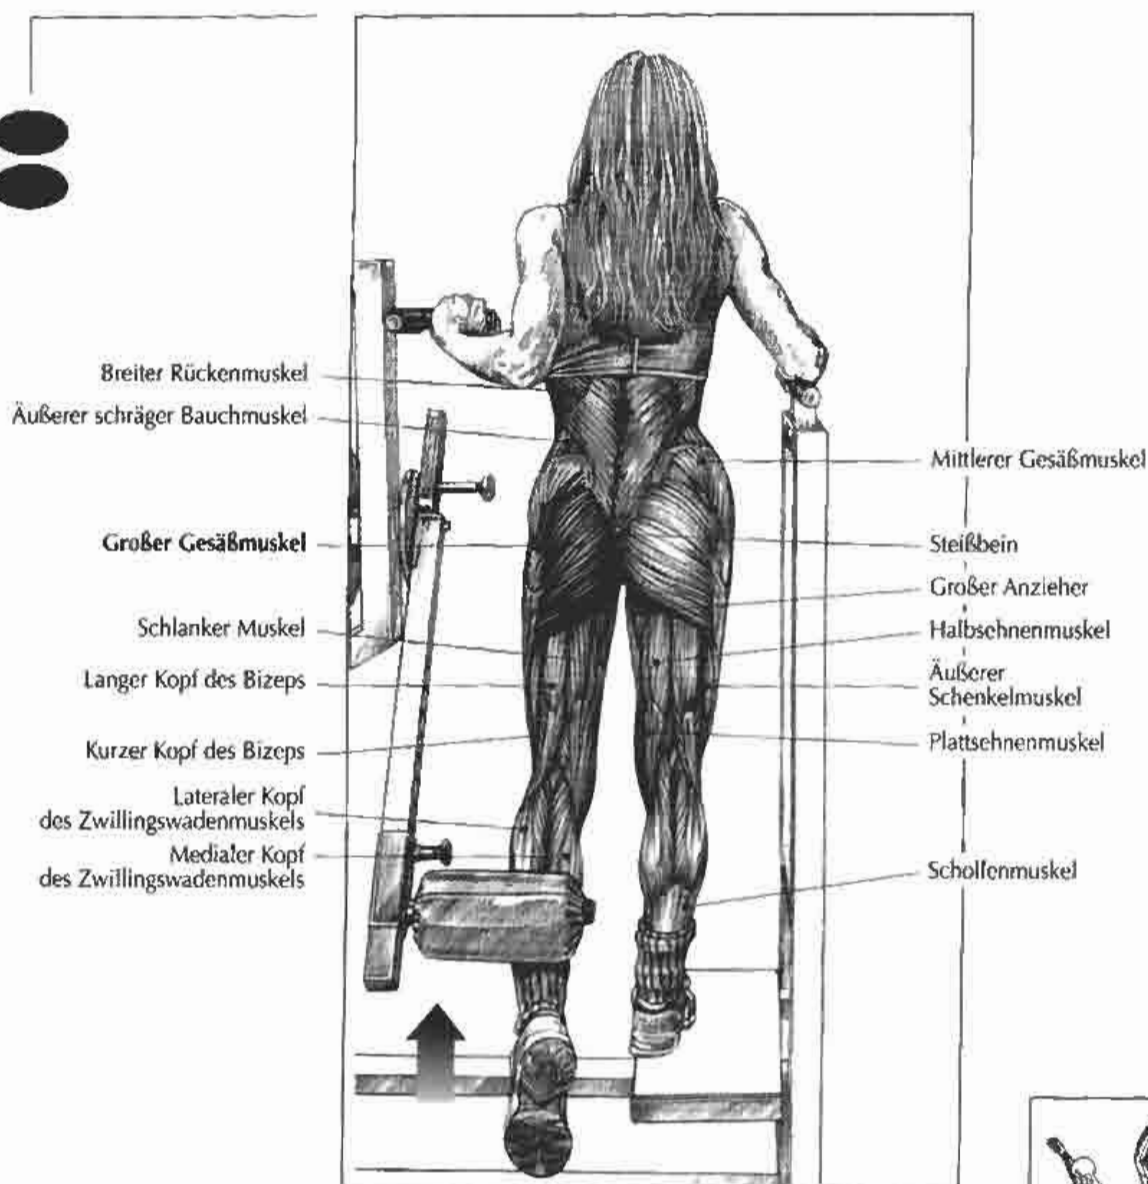 Breiter Rückenmuskel
Äußerer schräger Bauchmuskel
Großer Gesäßmuskel
Schlanker Muskel
Langer Kopf des Bizeps
Kurzer Kopf des Bizeps
Lateraler Kopf
des Zwillingswadenmuskels
Medialer Kopf
des Zwillingswadenmuskels
Mittlerer Gesäßmuskel
Steißbein
Großer Anzieher
Halbsehnenmuskel
Äußerer
Schenkelmuskel
Plattsehnenmuskel
Schollenmuskel